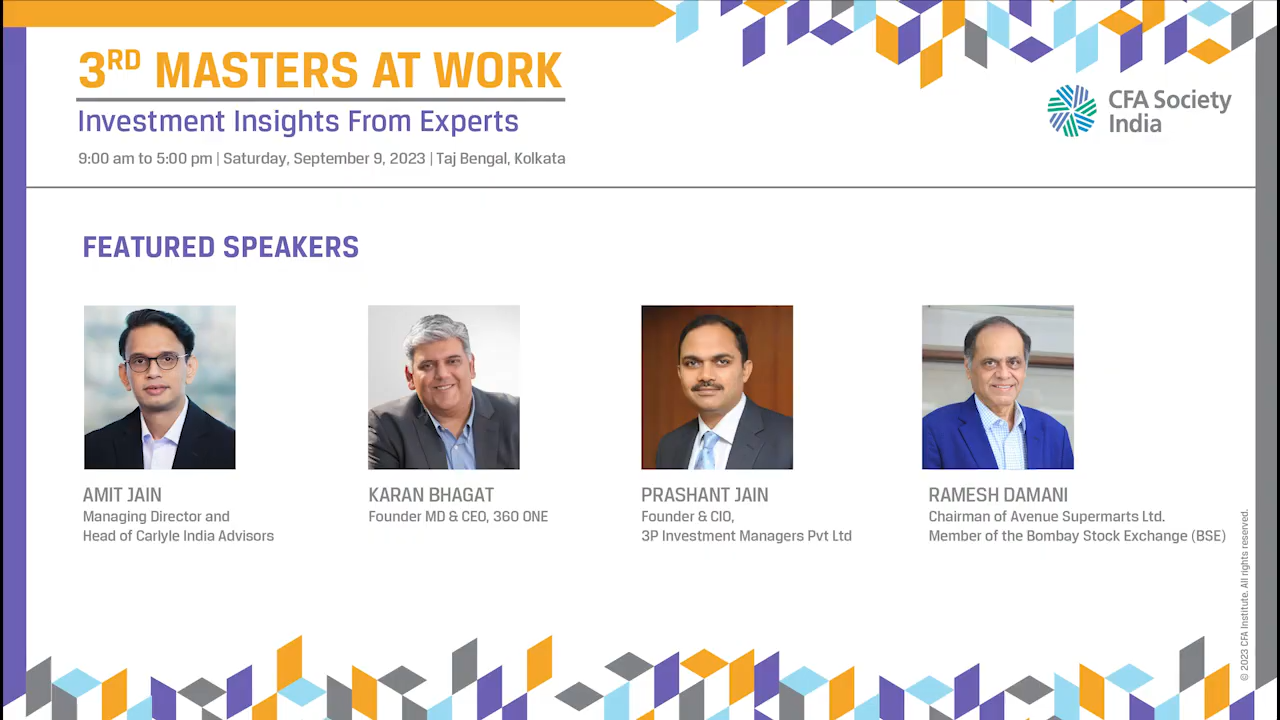 3RD MASTERS AT WORK
Investment Insights From Experts
9:00 am to 5:00 pm | Saturday, September 9, 2023 | Taj Bengal, Kolkata
CFA Society
India
FEATURED SPEAKERS
AMIT JAIN
Managing Director and
Head of Carlyle India Advisors
KARAN BHAGAT
Founder MD & CEO, 360 ONE
PRASHANT JAIN
Founder & CIO,
3P Investment Managers Pvt Ltd
RAMESH DAMANI
Chairman of Avenue Supermarts Ltd.
Member of the Bombay Stock Exchange (BSE)
© 2023 CFA Institute. All rights reserved.